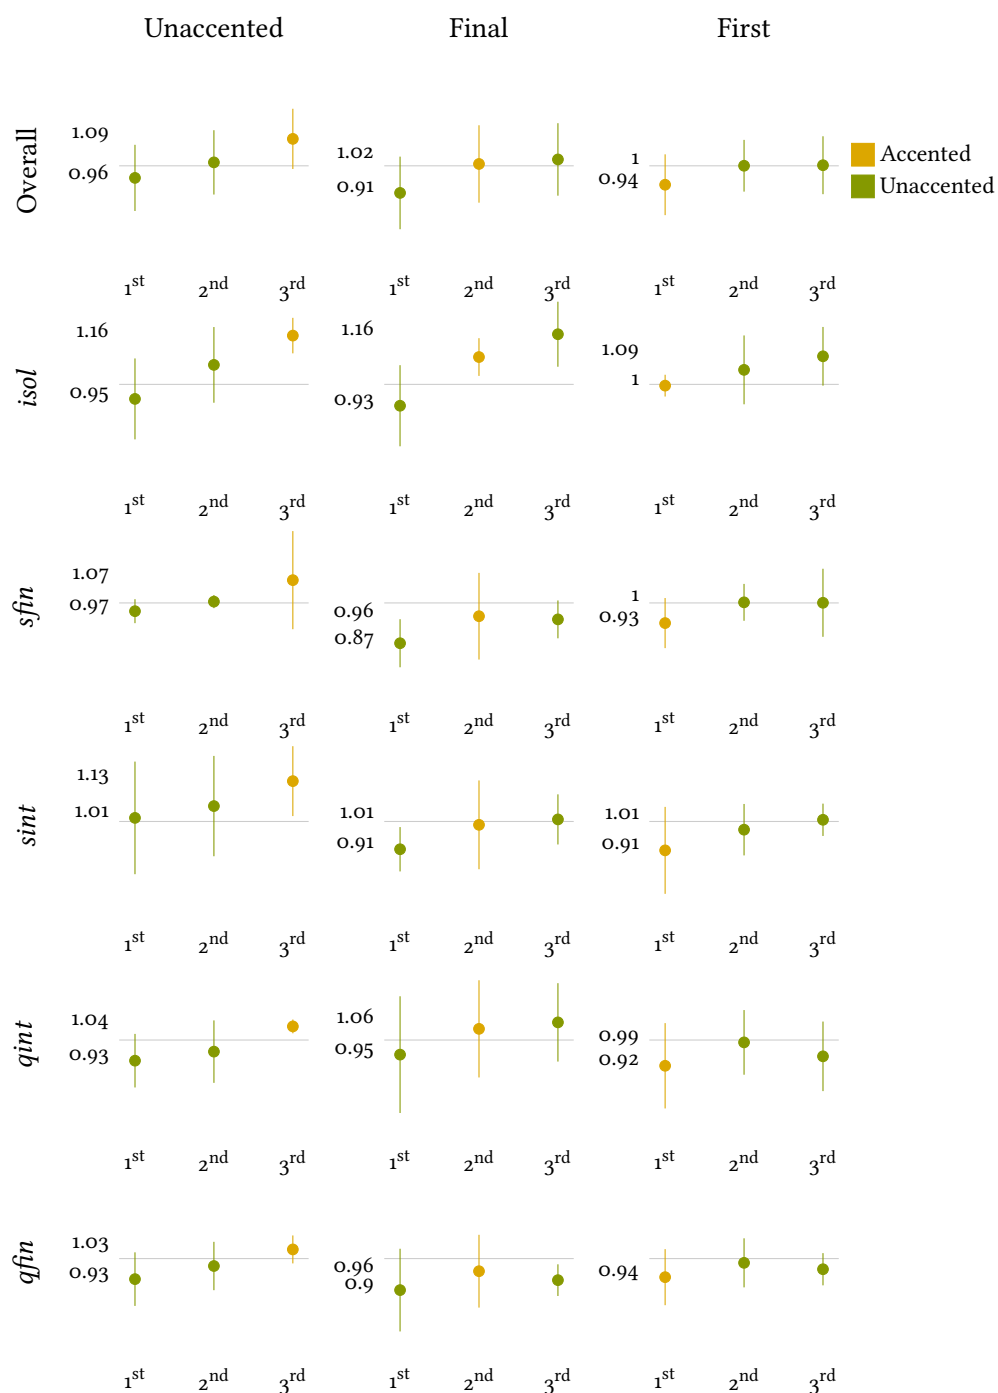 Unaccented Final First
Overall
1.09
0.96
1.02
0.91
1
0.94
Accented
Unaccented
1st 2nd 3rd 1st 2nd 3rd 1st 2nd 3rd
isol
1.16
0.95
1.16
0.93
1.09
1
1st 2nd 3rd 1st 2nd 3rd 1st 2nd 3rd
sfin
1.07
0.97
0.96
0.87
1
0.93
1st 2nd 3rd 1st 2nd 3rd 1st 2nd 3rd
sint
1.13
1.01
1.01
0.91
1.01
0.91
1st 2nd 3rd 1st 2nd 3rd 1st 2nd 3rd
qint
1.04
0.93
1.06
0.95
0.99
0.92
1st 2nd 3rd 1st 2nd 3rd 1st 2nd 3rd
qfin
1.03
0.93
0.96
0.9
0.94
1st 2nd 3rd 1st 2nd 3rd 1st 2nd 3rd